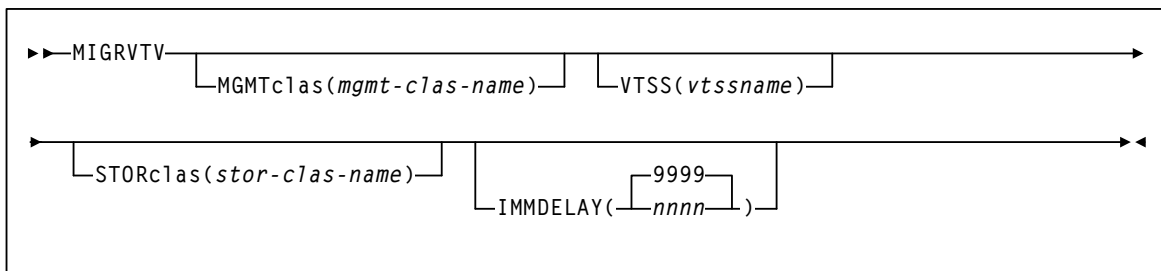 MIGRVTV
MGMTclas(mgmt-clas-name) VTSS(vtssname)
STORclas(stor-clas-name) 9999
IMMDELAY( nnnn )